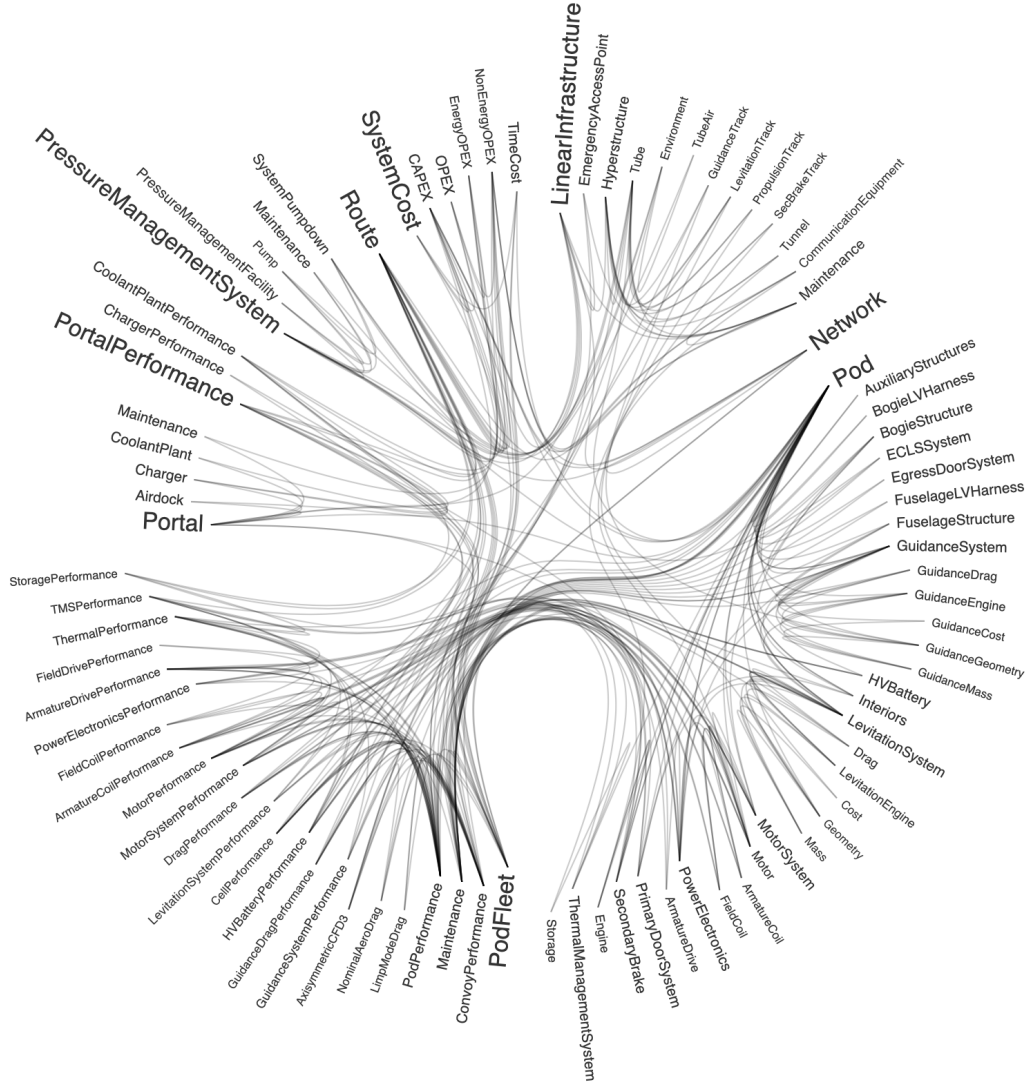 LinearInfrastructure
EmergencyAccessPoint
Hyperstructure
Tube
Environment
TubeAir
GuidanceTrack
LevitationTrack
PropulsionTrack
SecBrakeTrack
Tunnel
CommunicationEquipment
Maintenance
Network
Pod
AuxiliaryStructures
BogieLVHarness
BogieStructure
ECLSSystem
EgressDoorSystem
FuselageLVHarness
FuselageStructure
GuidanceSystem
GuidanceDrag
GuidanceEngine
GuidanceCost
GuidanceGeometry
GuidanceMass
HVBattery
Interiors
LevitationSystem
Drag
LevitationEngine
Cost
Geometry
Mass
MotorSystem
Motor
ArmatureCoil
FieldCoil
PowerElectronics
ArmatureDrive
PrimaryDoorSystem
SecondaryBrake
Engine
ThermalManagementSystem
Storage
PodFleet
ConvoyPerformance
Maintenance
PodPerformance
LimpModeDrag
NominalAeroDrag
AxisymmetricCFD3
GuidanceSystemPerformance
GuidanceDragPerformance
HVBatteryPerformance
CellPerformance
LevitationSystemPerformance
DragPerformance
MotorSystemPerformance
MotorPerformance
ArmatureCoilPerformance
FieldCoilPerformance
PowerElectronicsPerformance
ArmatureDrivePerformance
FieldDrivePerformance
ThermalPerformance
TMSPerformance
StoragePerformance
Portal
Airdock
Charger
CoolantPlant
Maintenance
PortalPerformance
ChargerPerformance
CoolantPlantPerformance
PressureManagementSystem
PressureManagementFacility
Pump
Maintenance
SystemPumpdown
Route
SystemCost
CAPEX
OPEX
EnergyOPEX
NonEnergyOPEX
TimeCost